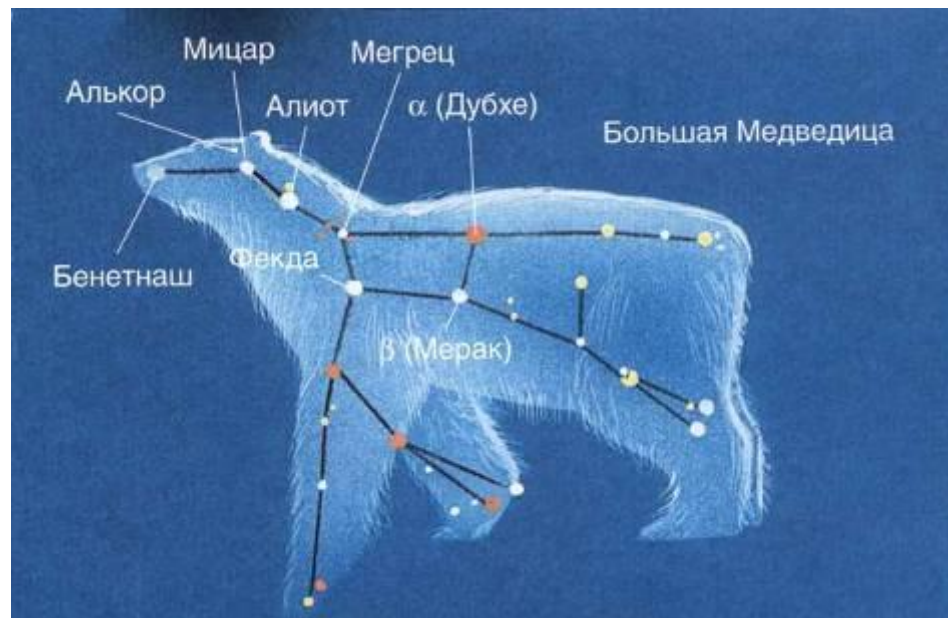 Мицар
Мегрец
Алькор
Алиот
α (Дубхе)
Большая Медведица
Фекда
Бенетнаш
β (Мерак)